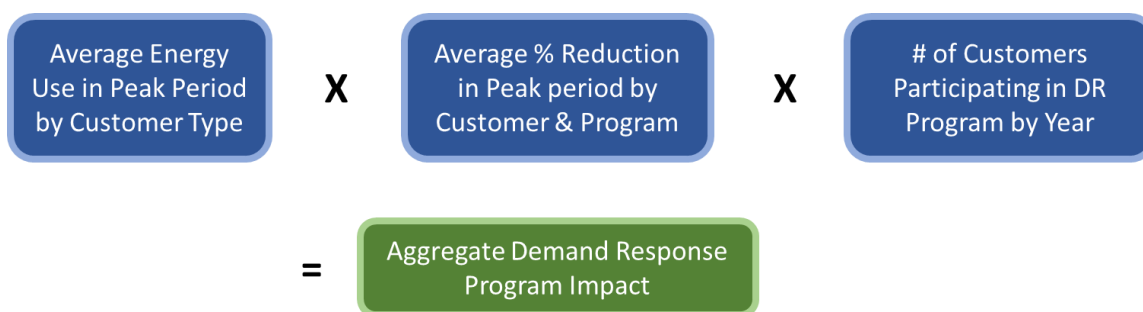 Average Energy
Use in Peak Period
by Customer Type
X
Average % Reduction
in Peak period by
Customer & Program
X
# of Customers
Participating in DR
Program by Year
=
Aggregate Demand Response
Program Impact